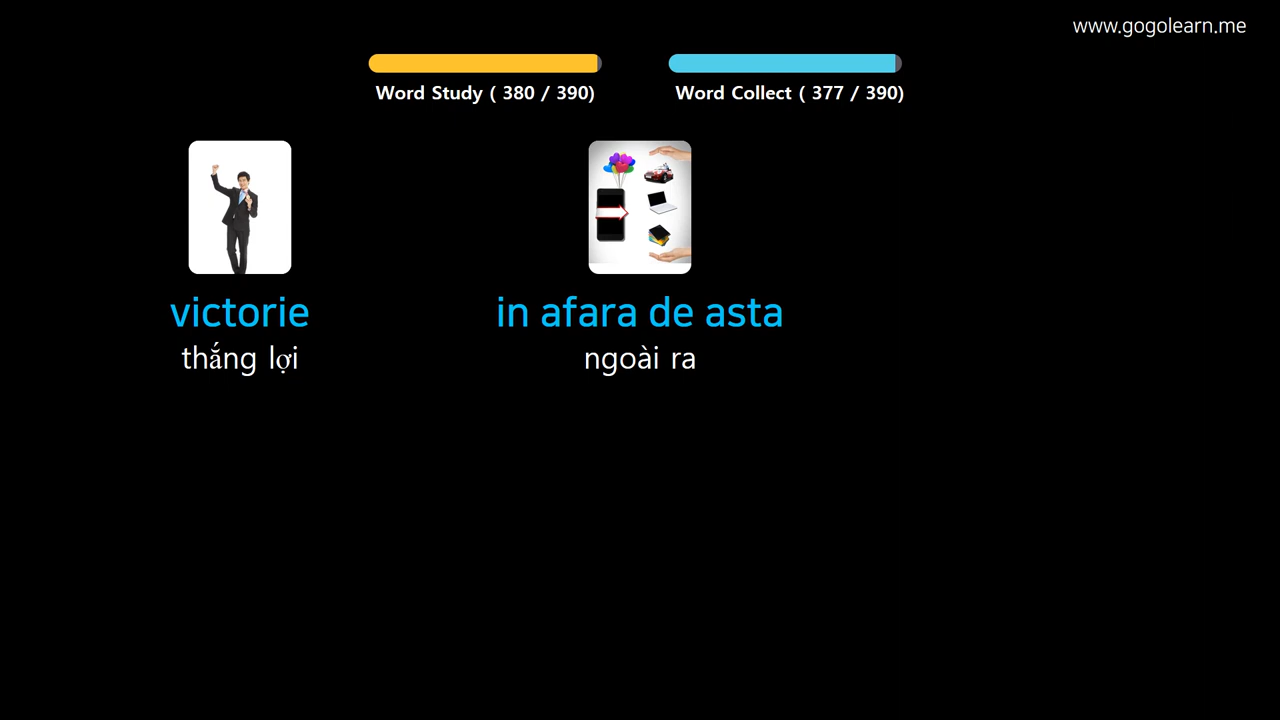 www.gogolearn.me
Word Study ( 380 / 390)
Word Collect ( 377 / 390)
victorie
thắng lợi
in afara de asta
ngoài ra